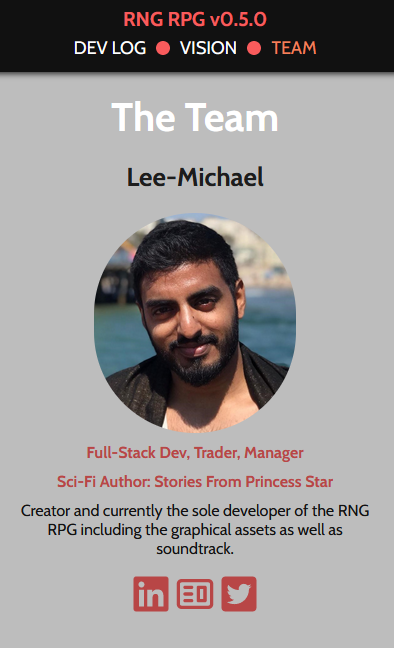 RNG RPG v0.5.0
DEV LOG ● VISION ● TEAM
The Team
Lee-Michael
Full-Stack Dev, Trader, Manager
Sci-Fi Author: Stories From Princess Star
Creator and currently the sole developer of the RNG
RPG including the graphical assets as well as
soundtrack.
in